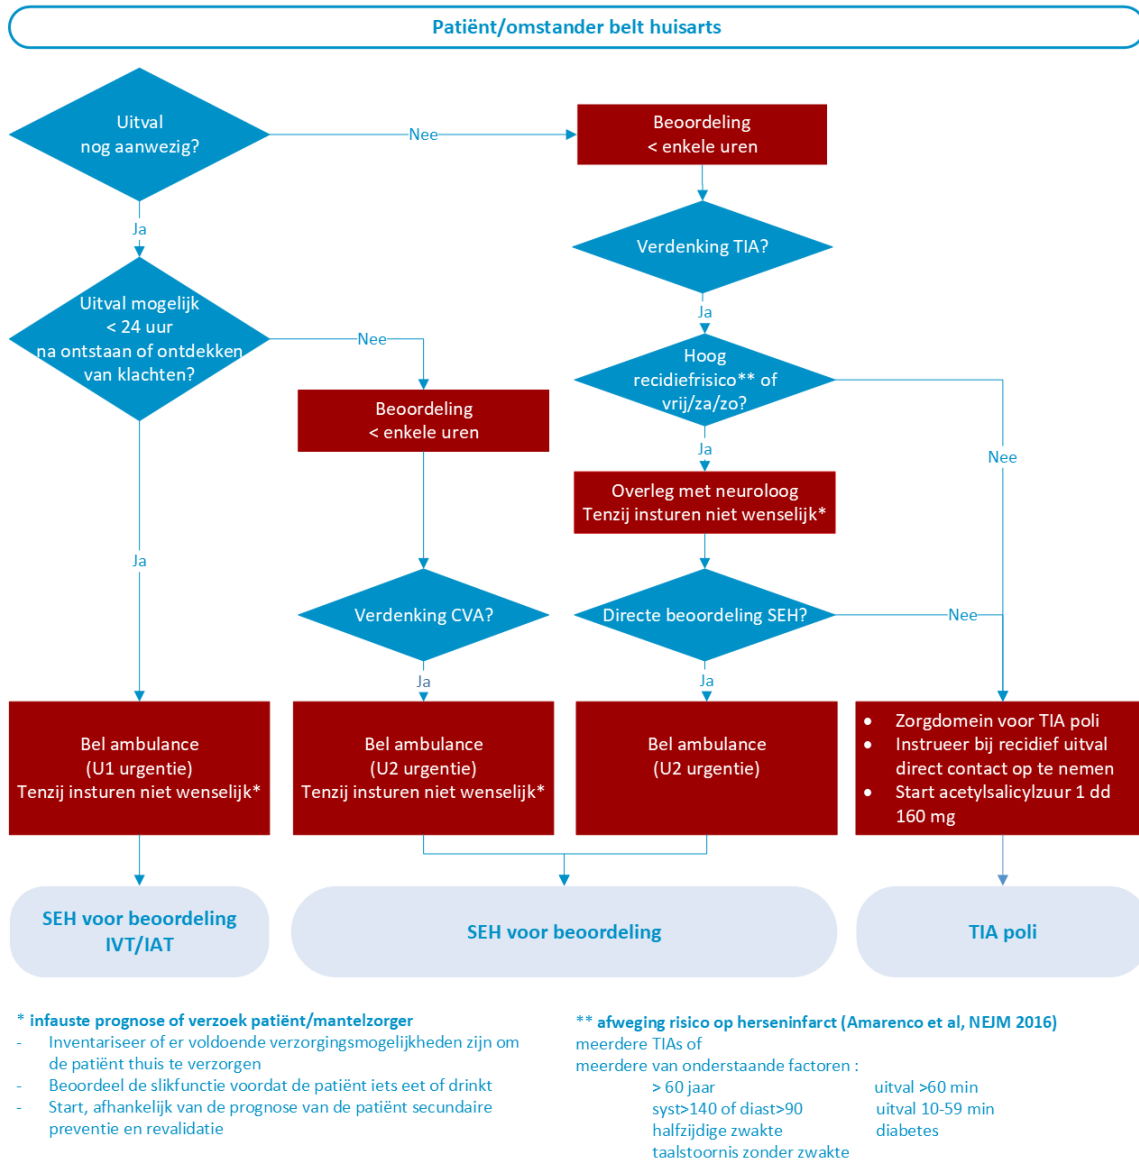 Patiënt/omstander belt huisarts
Uitval
nog aanwezig?
Nee
Beoordeling
< enkele uren
Ja
Verdenking TIA?
Uitval mogelijk
< 24 uur
na ontstaan of ontdekken
van klachten?
Nee
Ja
Hoog
recidiefrisico** of
vrij/za/zo?
Beoordeling
< enkele uren
Ja
Nee
Overleg met neuroloog
Tenzij insturen niet wenselijk*
Ja
Verdenking CVA?
Directe beoordeling SEH?
Nee
Ja
Ja
Bel ambulance
(U1 urgentie)
Tenzij insturen niet wenselijk*
Bel ambulance
(U2 urgentie)
Tenzij insturen niet wenselijk*
Bel ambulance
(U2 urgentie)
• Zorgdomein voor TIA poli
• Instrueer bij recidief uitval
direct contact op te nemen
• Start acetylsalicylzuur 1 dd
160 mg
SEH voor beoordeling
IVT/IAT
SEH voor beoordeling
TIA poli
* infauste prognose of verzoek patiënt/mantelzorger
- Inventariseer of er voldoende verzorgingsmogelijkheden zijn om
de patiënt thuis te verzorgen
- Beoordeel de slikfunctie voordat de patiënt iets eet of drinkt
- Start, afhankelijk van de prognose van de patiënt secundaire
preventie en revalidatie
** afweging risico op herseninfarct (Amarenco et al, NEJM 2016)
meerdere TIAs of
meerdere van onderstaande factoren :
> 60 jaar uitval >60 min
syst>140 of diast>90 uitval 10-59 min
halfzijdige zwakte diabetes
taalstoornis zonder zwakte